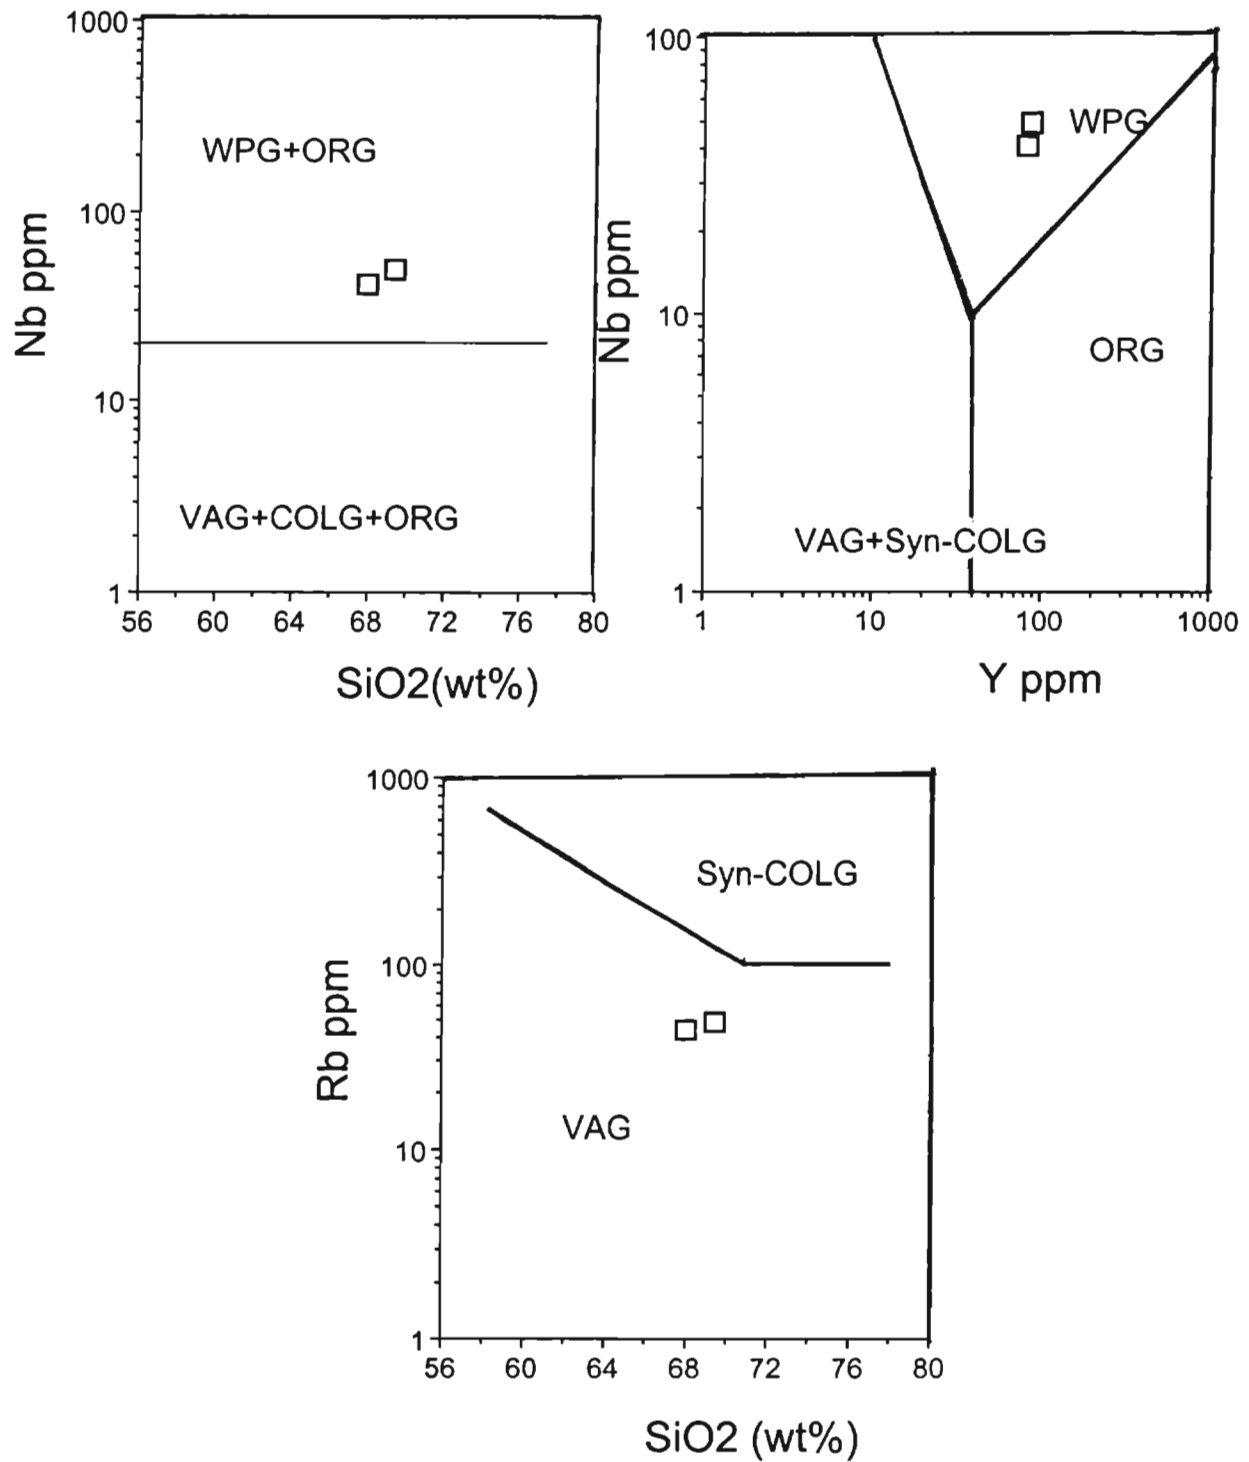 1000
WPG+ORG
100
Nb ppm
10
VAG+COLG+ORG
1
56 60 64 68 72 76 80
SiO2(wt%)
100
WPG
Nb ppm
10
ORG
VAG+Syn-COLG
1
1 10 100 1000
Y ppm
1000
Syn-COLG
100
Rb ppm
VAG
10
1
56 60 64 68 72 76 80
SiO2 (wt%)